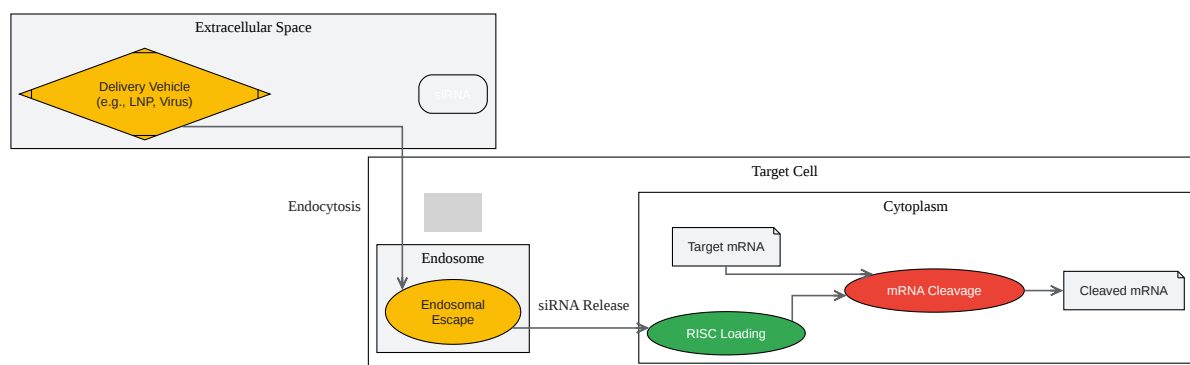 Extracellular Space
Delivery Vehicle
(e.g., LNP, Virus)
siRNA
Target Cell
Endocytosis
Cytoplasm
Target mRNA
Endosome
mRNA Cleavage
Cleaved mRNA
Endosomal
Escape
siRNA Release
RISC Loading